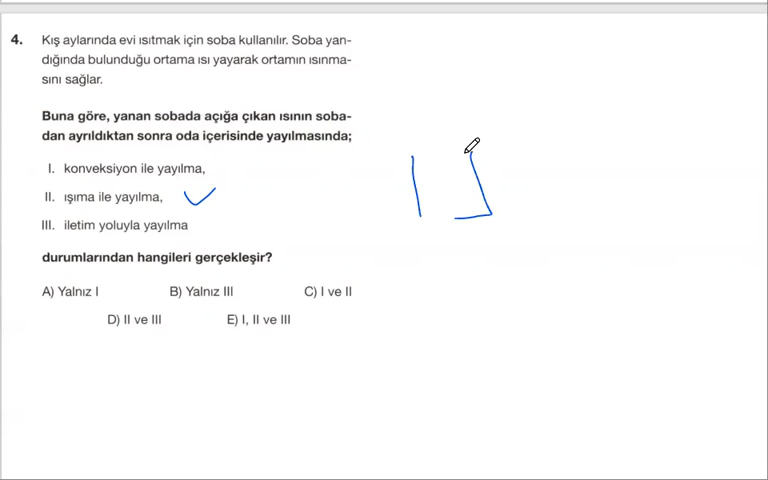 4. Kış aylarında evi ısıtmak için soba kullanılır. Soba yan-
dığında bulunduğu ortama ısı yayarak ortamın ısınma-
sını sağlar.
Buna göre, yanan sobada açığa çıkan ısının soba-
dan ayrıldıktan sonra oda içerisinde yayılmasında;
I. konveksiyon ile yayılma,
II. ışıma ile yayılma,
III. iletim yoluyla yayılma
durumlarından hangileri gerçekleşir?
A) Yalnız I B) Yalnız III C) I ve II
D) II ve III E) I, II ve III